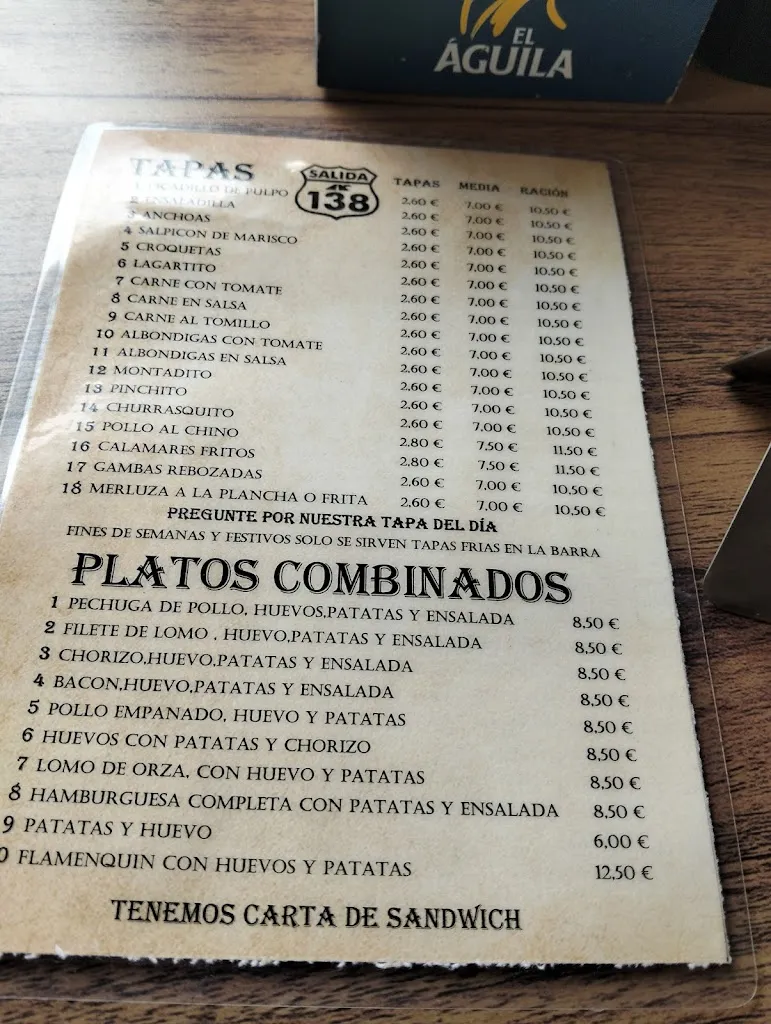 EL
ÁGUILA
TAPAS
SALIDA
138
TAPAS MEDIA RACIÓN
1 DE PULPO 2.60 € 7.00 € 10.50 €
2 ENSALADILLA 2.60 € 7.00 € 10.50 €
3 ANCHOAS 2.60 € 7.00 € 10.50 €
4 SALPICON DE MARISCO 2.60 € 7.00 € 10.50 €
5 CROQUETAS 2.60 € 7.00 € 10.50 €
6 LAGARTITO 2.60 € 7.00 € 10.50 €
7 CARNE CON TOMATE 2.60 € 7.00 € 10.50 €
8 CARNE EN SALSA 2.60 € 7.00 € 10.50 €
9 CARNE AL TOMILLO 2.60 € 7.00 € 10.50 €
10 ALBONDIGAS CON TOMATE 2.60 € 7.00 € 10.50 €
11 ALBONDIGAS EN SALSA 2.60 € 7.00 € 10.50 €
12 MONTADITO 2.60 € 7.00 € 10.50 €
13 PINCHITO 2.60 € 7.00 € 10.50 €
14 CHURRASQUITO 2.60 € 7.00 € 10.50 €
15 POLLO AL CHINO 2.80 € 7.50 € 11.50 €
16 CALAMARES FRITOS 2.80 € 7.50 € 11.50 €
17 GAMBAS REBOZADAS 2.60 € 7.00 € 10.50 €
18 MERLUZA A LA PLANCHA O FRITA 2.60 € 7.00 € 10.50 €
PREGUNTE POR NUESTRA TAPA DEL DÍA
FINES DE SEMANAS Y FESTIVOS SOLO SE SIRVEN TAPAS FRIAS EN LA BARRA
PLATOS COMBINADOS
1 PECHUGA DE POLLO, HUEVOS,PATATAS Y ENSALADA 8,50 €
2 FILETE DE LOMO , HUEVO,PATATAS Y ENSALADA 8,50 €
3 CHORIZO,HUEVO,PATATAS Y ENSALADA 8,50 €
4 BACON,HUEVO,PATATAS Y ENSALADA 8,50 €
5 POLLO EMPANADO, HUEVO Y PATATAS 8,50 €
6 HUEVOS CON PATATAS Y CHORIZO 8,50 €
7 LOMO DE ORZA, CON HUEVO Y PATATAS 8,50 €
8 HAMBURGUESA COMPLETA CON PATATAS Y ENSALADA 8,50 €
9 PATATAS Y HUEVO 6,00 €
0 FLAMENQUIN CON HUEVOS Y PATATAS 12,50 €
TENEMOS CARTA DE SANDWICH